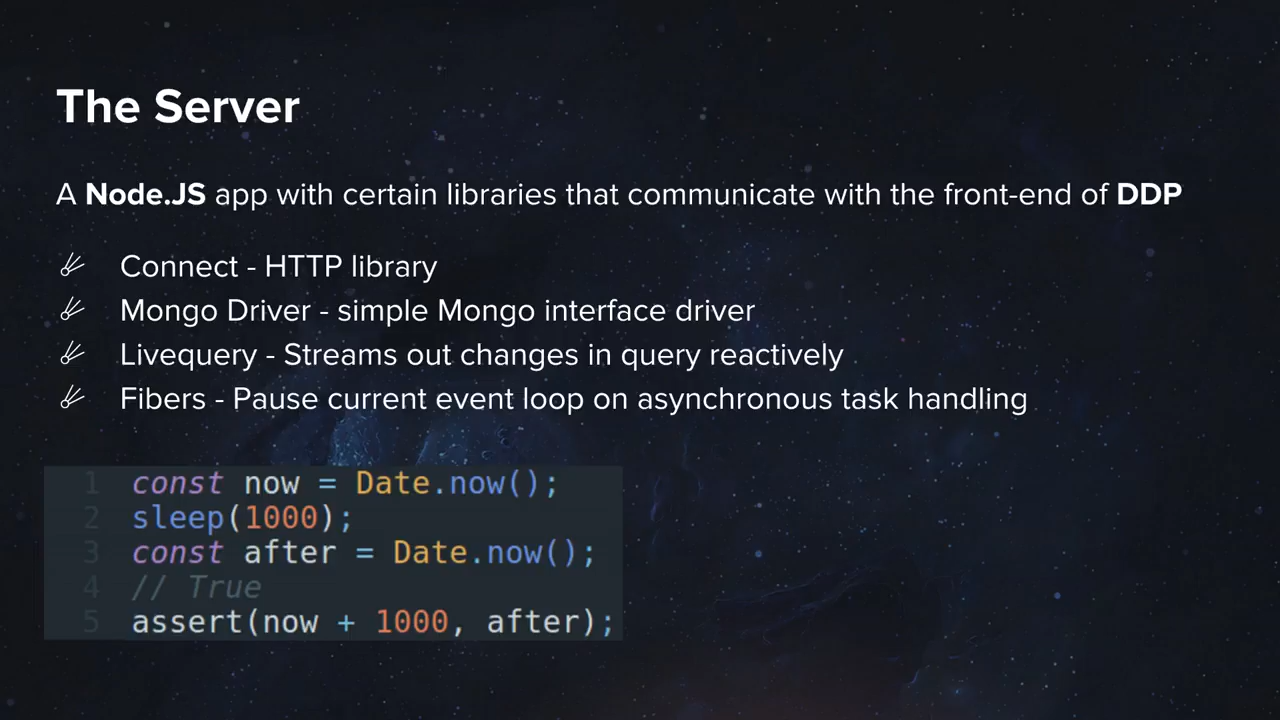 The Server
A Node.JS app with certain libraries that communicate with the front-end of DDP
Connect - HTTP library
Mongo Driver - simple Mongo interface driver
Livequery - Streams out changes in query reactively
Fibers - Pause current event loop on asynchronous task handling
1 const now = Date.now();
2 sleep(1000);
3 const after = Date.now();
4 // True
5 assert(now + 1000, after);